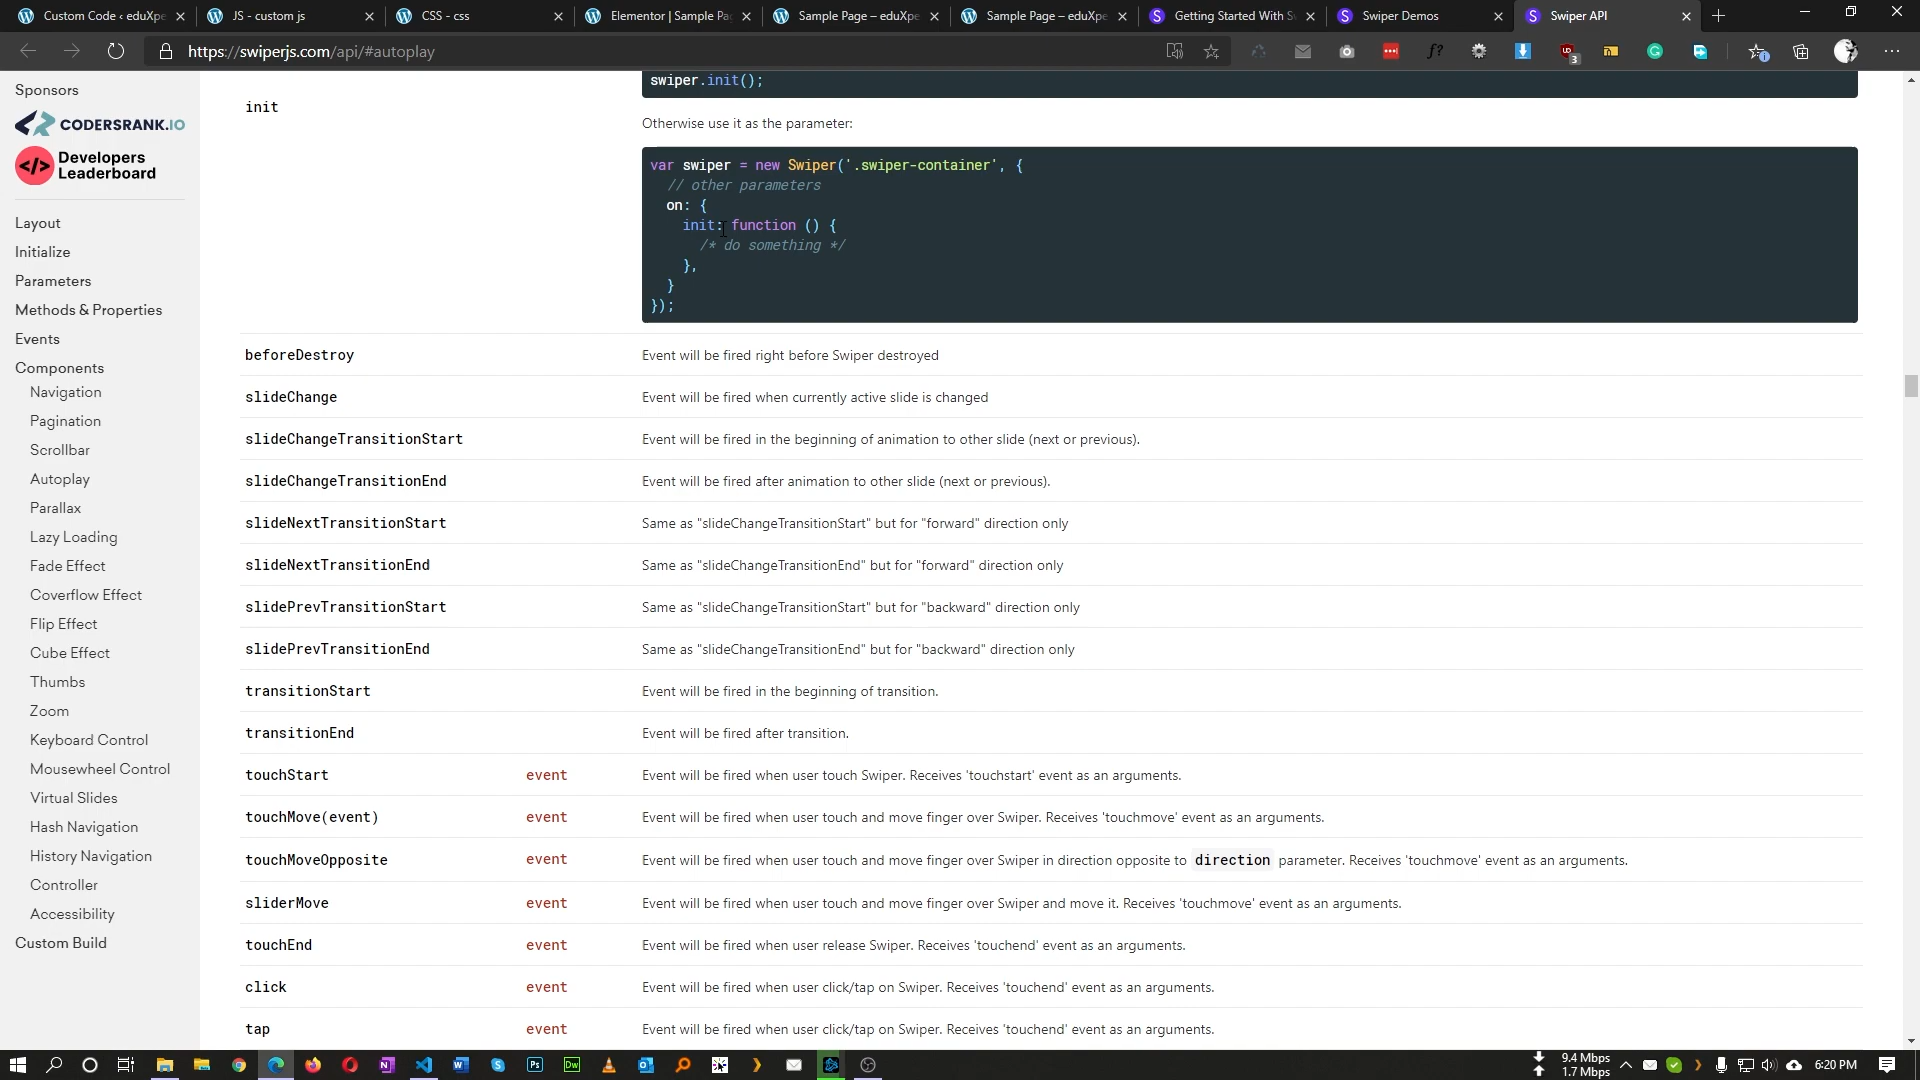 Custom Code ‹ eduXpe
JS - custom js
CSS - css
Elementor | Sample Pa
Sample Page – eduXpe
Sample Page – eduXpe
Getting Started With S
Swiper Demos
Swiper API
https://swiperjs.com/api/#autoplay
Sponsors
CODERSRANK.IO
Developers
Leaderboard
Layout
Initialize
Parameters
Methods & Properties
Events
Components
Navigation
Pagination
Scrollbar
Autoplay
Parallax
Lazy Loading
Fade Effect
Coverflow Effect
Flip Effect
Cube Effect
Thumbs
Zoom
Keyboard Control
Mousewheel Control
Virtual Slides
Hash Navigation
History Navigation
Controller
Accessibility
Custom Build
swiper.init();
init
Otherwise use it as the parameter:
var swiper = new Swiper('.swiper-container', {
// other parameters
on: {
init: function () {
/* do something */
},
}
});
beforeDestroy Event will be fired right before Swiper destroyed
slideChange Event will be fired when currently active slide is changed
slideChangeTransitionStart Event will be fired in the beginning of animation to other slide (next or previous).
slideChangeTransitionEnd Event will be fired after animation to other slide (next or previous).
slideNextTransitionStart Same as "slideChangeTransitionStart" but for "forward" direction only
slideNextTransitionEnd Same as "slideChangeTransitionEnd" but for "forward" direction only
slidePrevTransitionStart Same as "slideChangeTransitionStart" but for "backward" direction only
slidePrevTransitionEnd Same as "slideChangeTransitionEnd" but for "backward" direction only
transitionStart Event will be fired in the beginning of transition.
transitionEnd Event will be fired after transition.
touchStart event Event will be fired when user touch Swiper. Receives 'touchstart' event as an arguments.
touchMove(event) event Event will be fired when user touch and move finger over Swiper. Receives 'touchmove' event as an arguments.
touchMoveOpposite event Event will be fired when user touch and move finger over Swiper in direction opposite to direction parameter. Receives 'touchmove' event as an arguments.
sliderMove event Event will be fired when user touch and move finger over Swiper and move it. Receives 'touchmove' event as an arguments.
touchEnd event Event will be fired when user release Swiper. Receives 'touchend' event as an arguments.
click event Event will be fired when user click/tap on Swiper. Receives 'touchend' event as an arguments.
tap event Event will be fired when user click/tap on Swiper. Receives 'touchend' event as an arguments.
9.4 Mbps
1.7 Mbps
6:20 PM